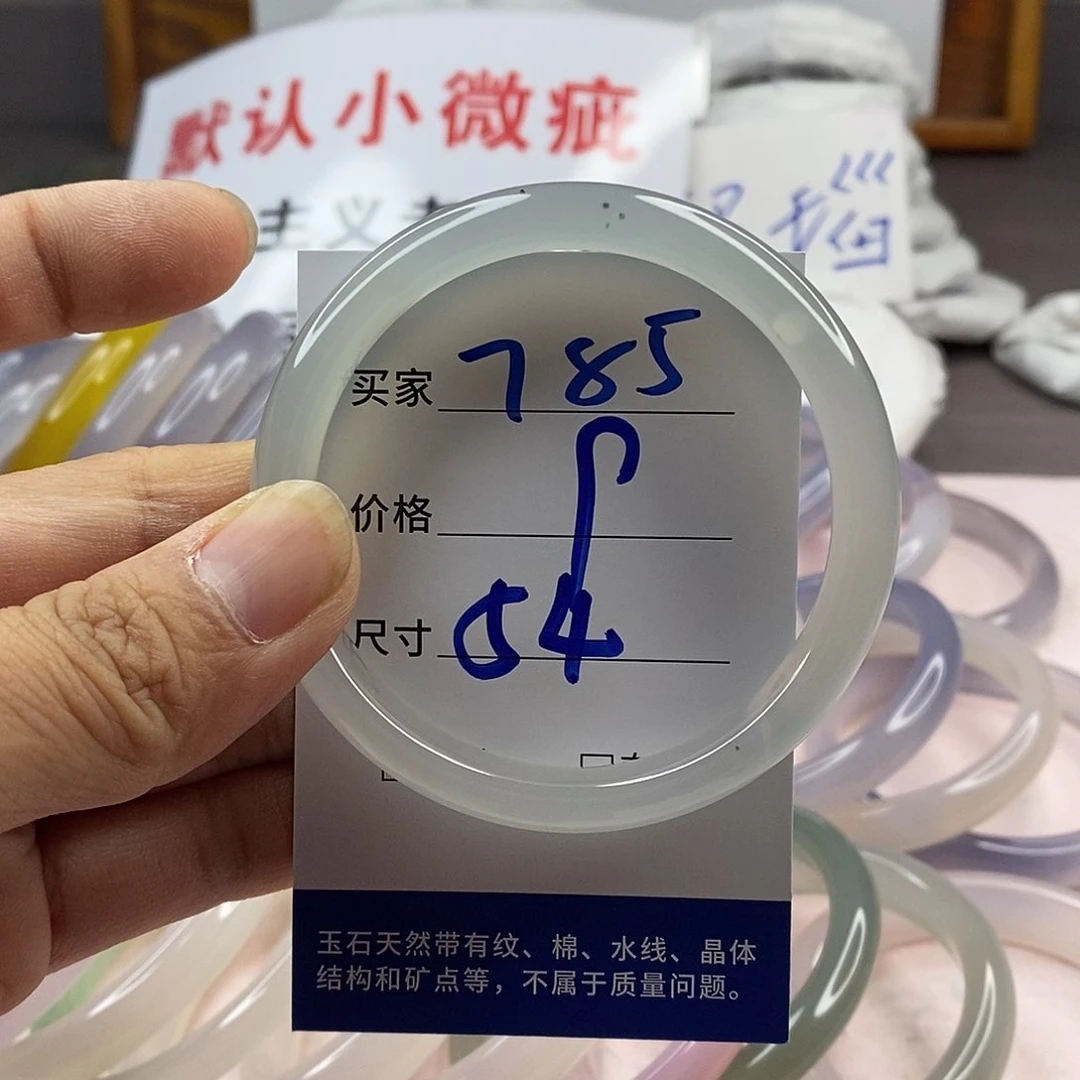 默认小微疵
主义
买家 785
价格
尺寸 54
玉石天然带有纹、棉、水线、晶体
结构和矿点等，不属于质量问题。